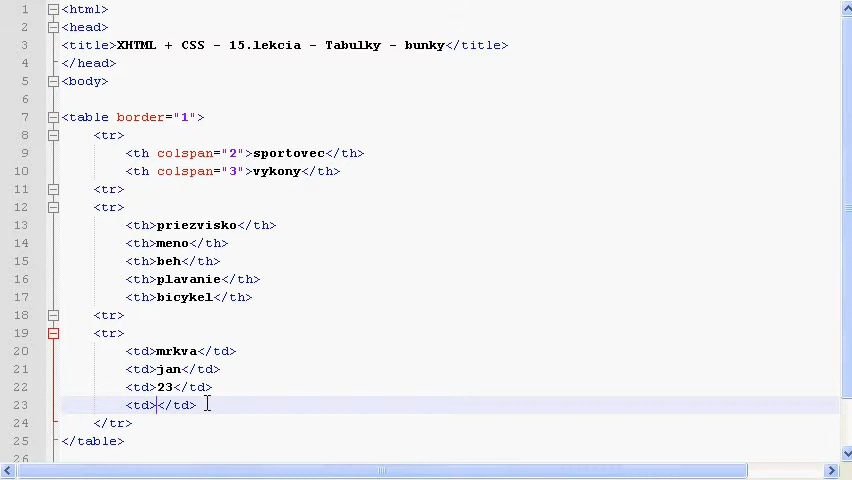 1 <html>
2 <head>
3 <title>XHTML + CSS - 15.lekcia - Tabulky - bunky</title>
4 </head>
5 <body>
6
7 <table border="1">
8 <tr>
9 <th colspan="2">sportovec</th>
10 <th colspan="3">vykony</th>
11 <tr>
12 <tr>
13 <th>priezvisko</th>
14 <th>meno</th>
15 <th>beh</th>
16 <th>plavanie</th>
17 <th>bicykel</th>
18 <tr>
19 <tr>
20 <td>mrkva</td>
21 <td>jan</td>
22 <td>23</td>
23 <td></td>
24 </tr>
25 </table>
26